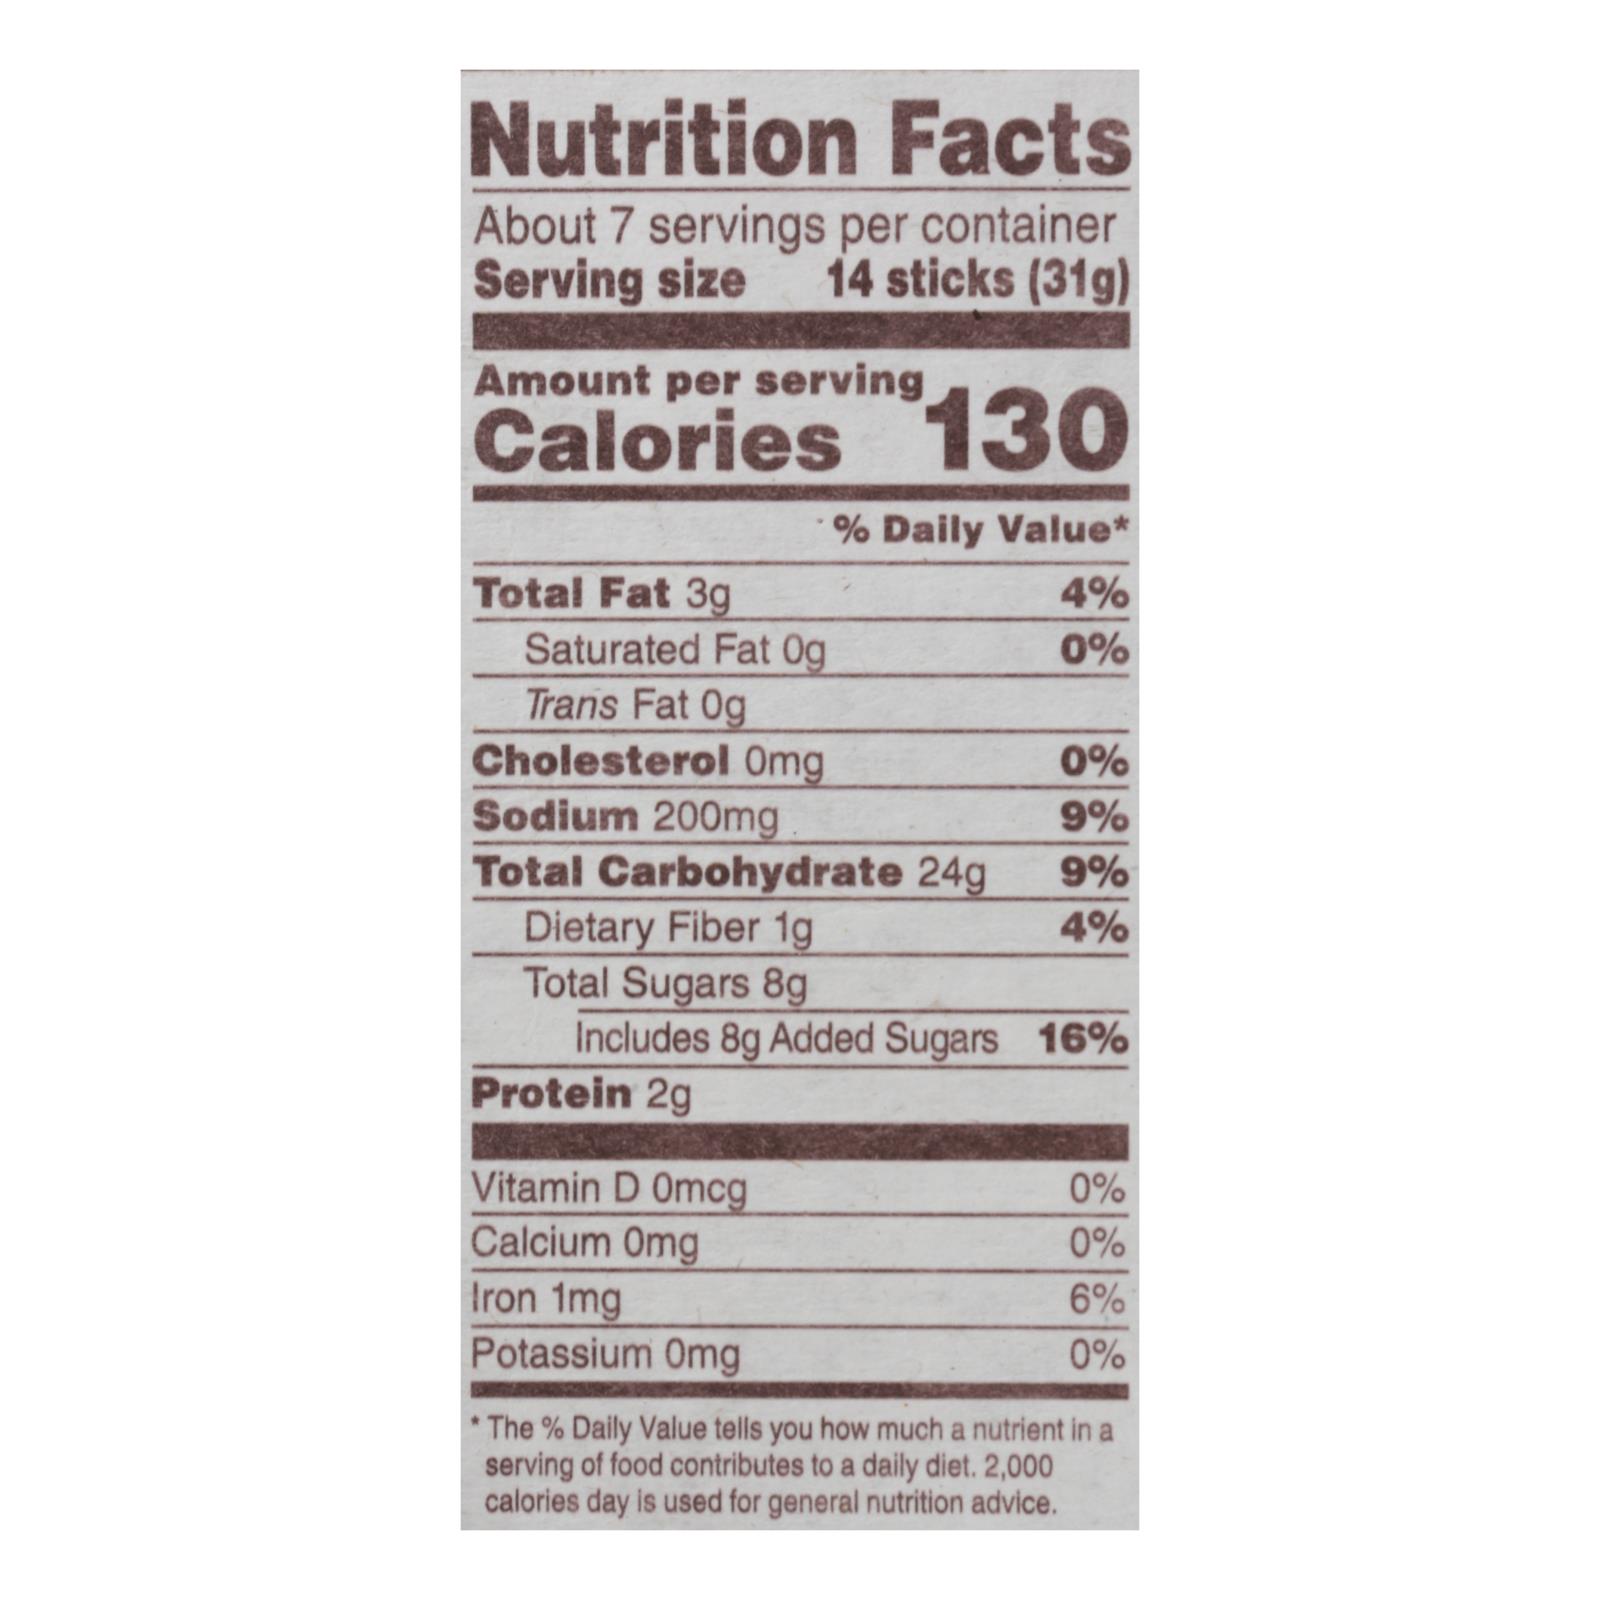 Nutrition Facts
About 7 servings per container
Serving size 14 sticks (31g)
Amount per serving
Calories 130
% Daily Value*
Total Fat 3g 4%
Saturated Fat 0g 0%
Trans Fat 0g
Cholesterol 0mg 0%
Sodium 200mg 9%
Total Carbohydrate 24g 9%
Dietary Fiber 1g 4%
Total Sugars 8g
Includes 8g Added Sugars 16%
Protein 2g
Vitamin D 0mcg 0%
Calcium 0mg 0%
Iron 1mg 6%
Potassium 0mg 0%
* The % Daily Value tells you how much a nutrient in a
serving of food contributes to a daily diet. 2,000
calories day is used for general nutrition advice.